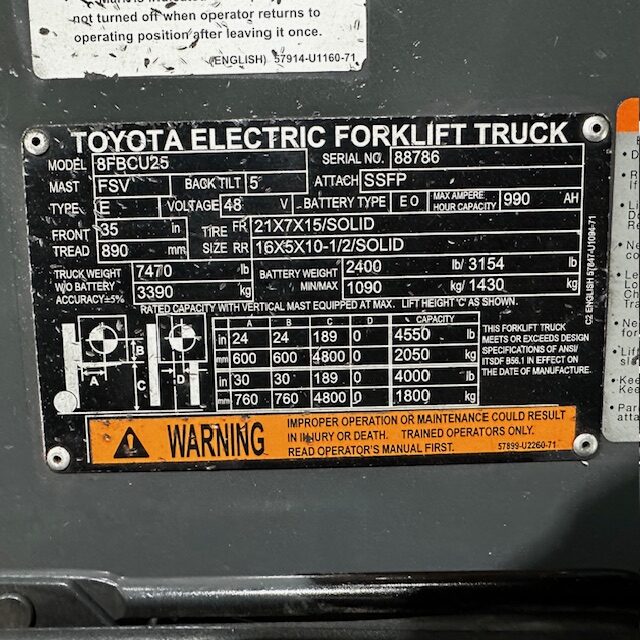 not turned off when operator returns to
operating position after leaving it once.
(ENGLISH) 57914-U1160-71
TOYOTA ELECTRIC FORKLIFT TRUCK
MODEL 8FBCU25 SERIAL NO. 88786
MAST FSV BACK TILT 5 ATTACH SSFP
TYPE E VOLTAGE 48 V BATTERY TYPE EO MAX AMPERE HOUR CAPACITY 990 AH
FRONT TREAD 35 in TIRE SIZE FR 21X7X15/SOLID
890 mm RR 16X5X10-1/2/SOLID
TRUCK WEIGHT W/O BATTERY ACCURACY±5% 7470 lb BATTERY WEIGHT MIN/MAX 2400 lb/ 3154 lb
3390 kg 1090 kg/ 1430 kg
RATED CAPACITY WITH VERTICAL MAST EQUIPPED AT MAX. LIFT HEIGHT'C' AS SHOWN.
A B C D CAPACITY
in 24 24 189 0 4550 lb
mm 600 600 4800 0 2050 kg
in 30 30 189 0 4000 lb
mm 760 760 4800 0 1800 kg
A B C D
THIS FORKLIFT TRUCK
MEETS OR EXCEEDS DESIGN
SPECIFICATIONS OF ANSI/
ITSDF B56.1 IN EFFECT ON
THE DATE OF MANUFACTURE.
C2 ENGLISH 57847-U1094-71
WARNING
IMPROPER OPERATION OR MAINTENANCE COULD RESULT
IN INJURY OR DEATH. TRAINED OPERATORS ONLY.
READ OPERATOR'S MANUAL FIRST.
57899-U2260-71